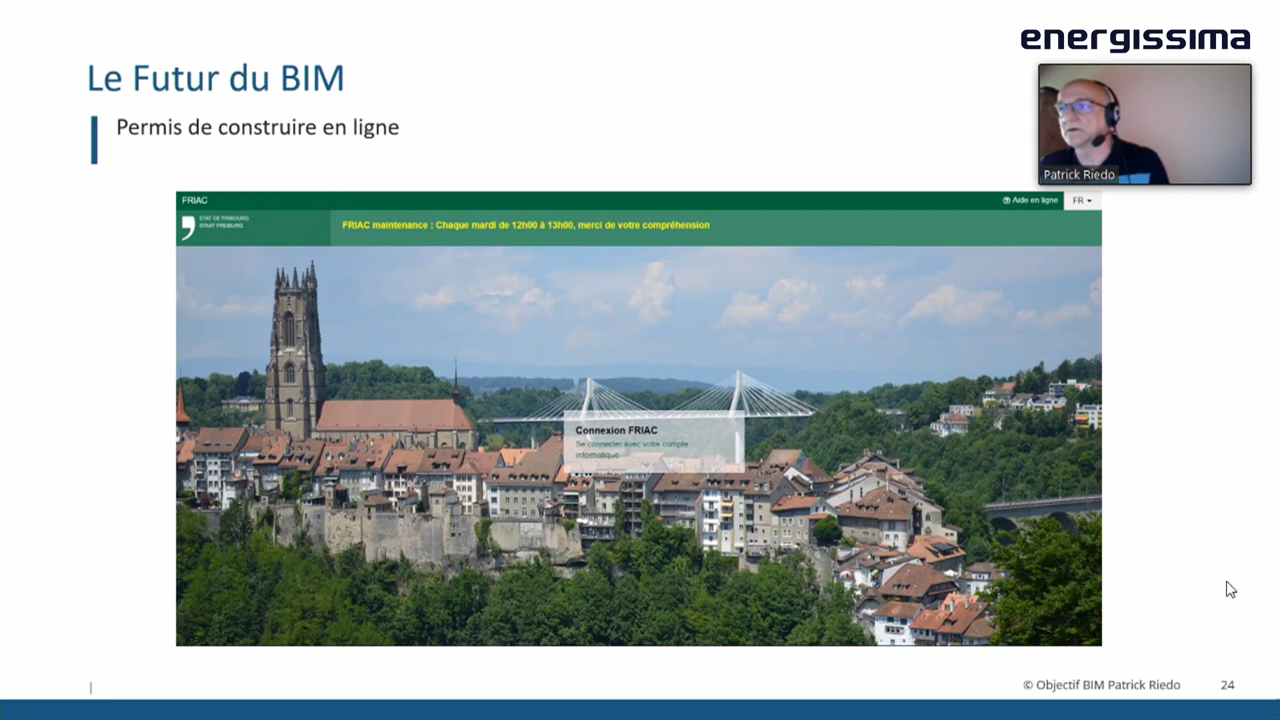 energissima
Le Futur du BIM
Permis de construire en ligne
Patrick Riedo
FRIAC
Aide en ligne
FR
ETAT DE FRIBOURG
STAAT FREIBURG
FRIAC maintenance : Chaque mardi de 12h00 à 13h00, merci de votre compréhension
Connexion FRIAC
Se connecter avec votre compte
informatique
|
© Objectif BIM Patrick Riedo
24